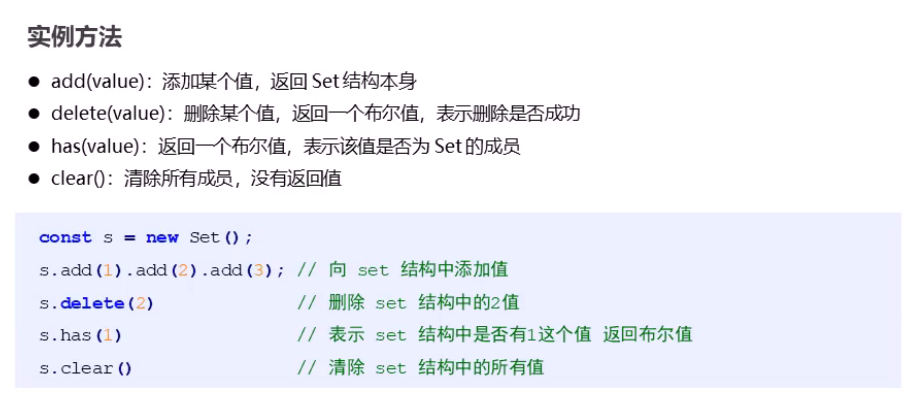 实例方法
● add(value)：添加某个值，返回 Set 结构本身
● delete(value)：删除某个值，返回一个布尔值，表示删除是否成功
● has(value)：返回一个布尔值，表示该值是否为 Set 的成员
● clear()：清除所有成员，没有返回值
const s = new Set();
s.add(1).add(2).add(3); // 向 set 结构中添加值
s.delete(2) // 删除 set 结构中的2值
s.has(1) // 表示 set 结构中是否有1这个值 返回布尔值
s.clear() // 清除 set 结构中的所有值